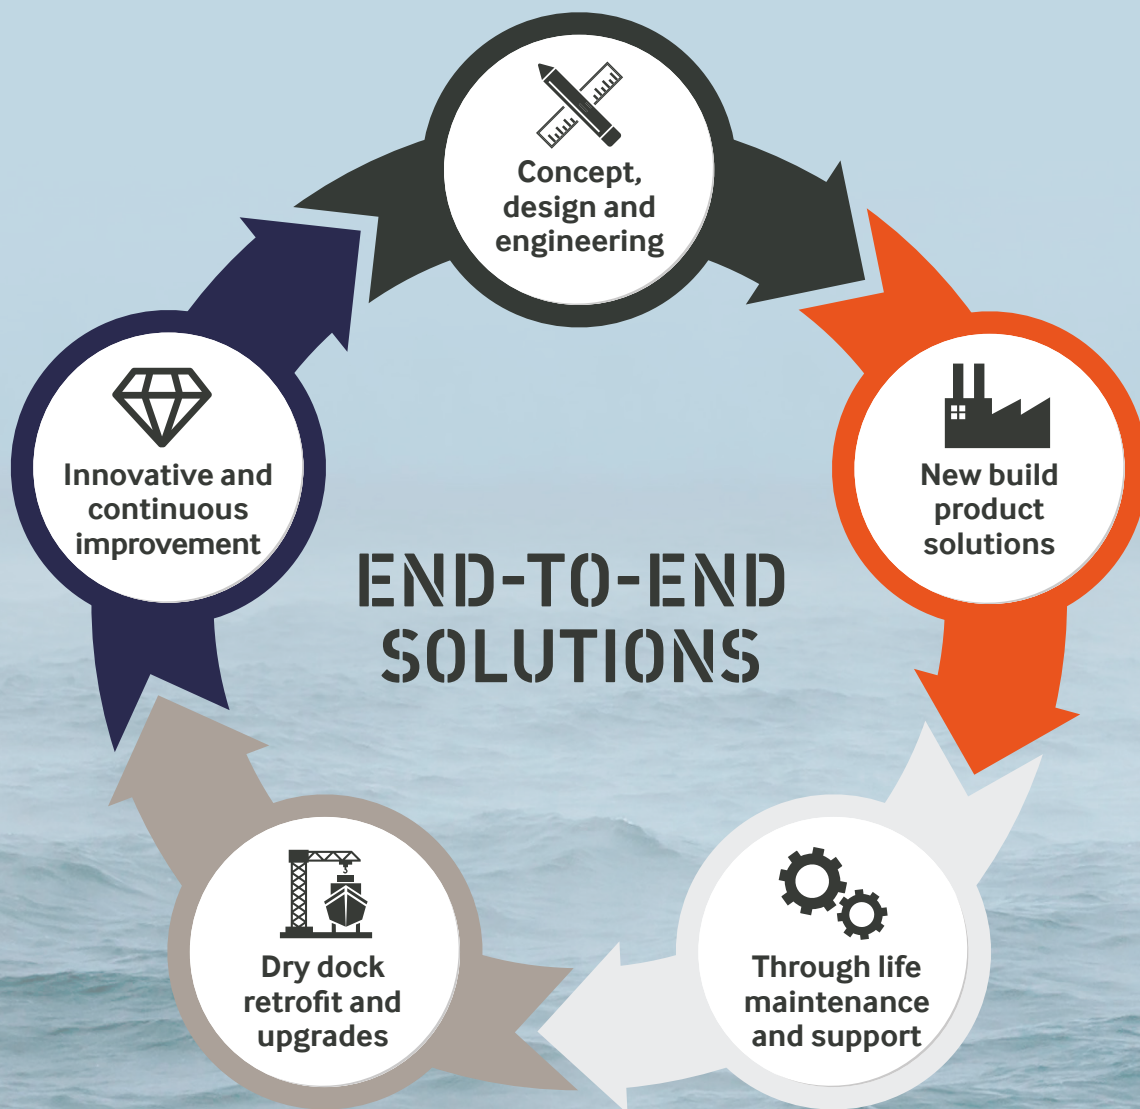 Concept,
design and
engineering
New build
product
solutions
Through life
maintenance
and support
Dry dock
retrofit and
upgrades
Innovative and
continuous
improvement
END-TO-END
SOLUTIONS